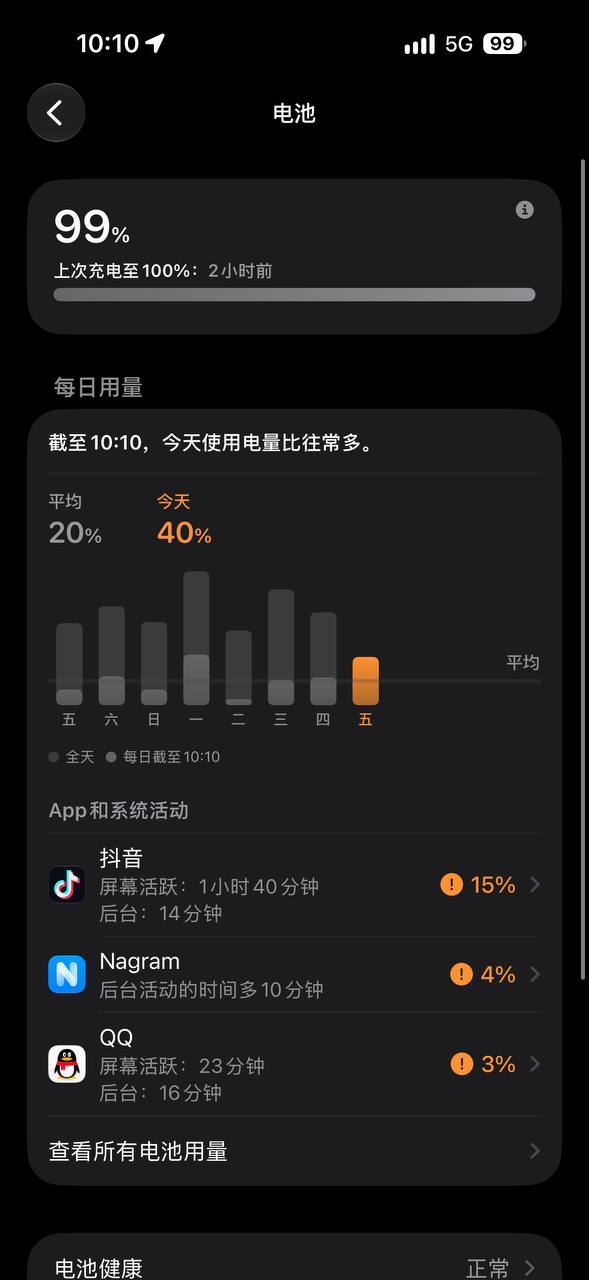 10:10 5G 99
电池
99%
上次充电至100%：2小时前
每日用量
截至10:10，今天使用电量比往常多。
平均 今天
20% 40%
平均
五 六 日 一 二 三 四 五
全天 每日截至10:10
App和系统活动
抖音
屏幕活跃：1小时40分钟
后台：14分钟
15%
Nagram
后台活动的时间多10分钟
4%
QQ
屏幕活跃：23分钟
后台：16分钟
3%
查看所有电池用量
电池健康 正常